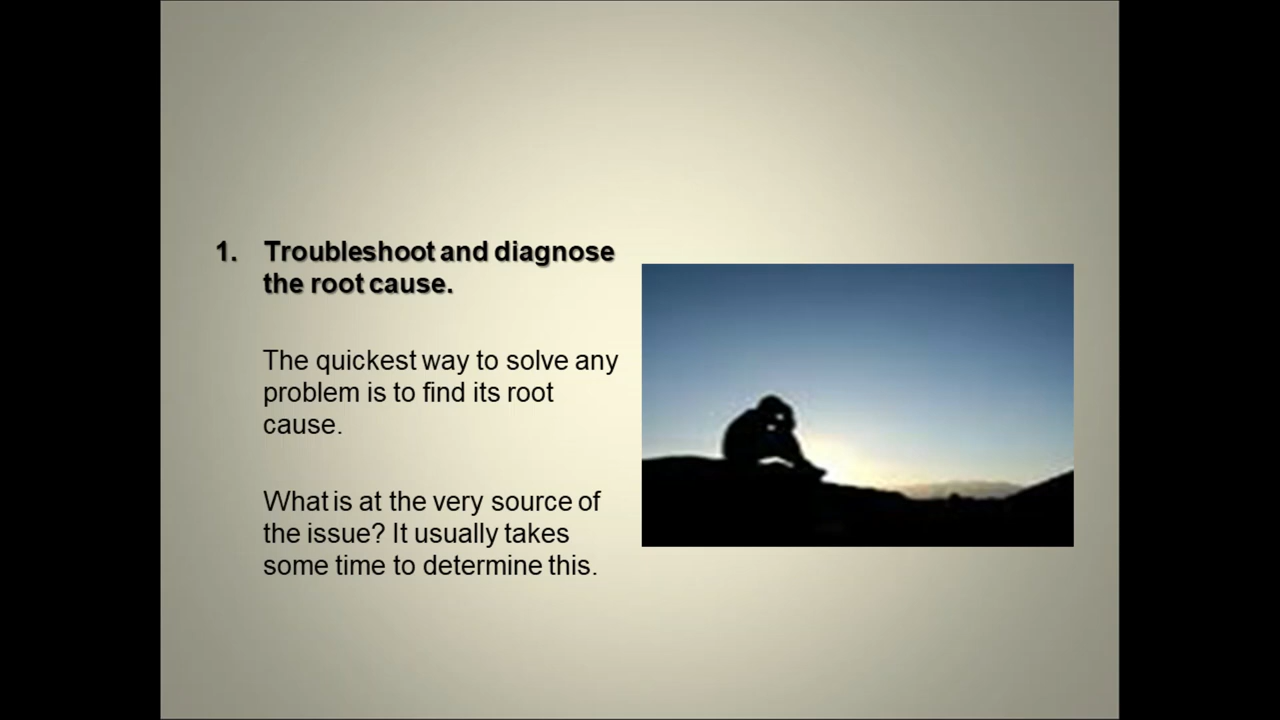 1. Troubleshoot and diagnose
the root cause.
The quickest way to solve any
problem is to find its root
cause.
What is at the very source of
the issue? It usually takes
some time to determine this.